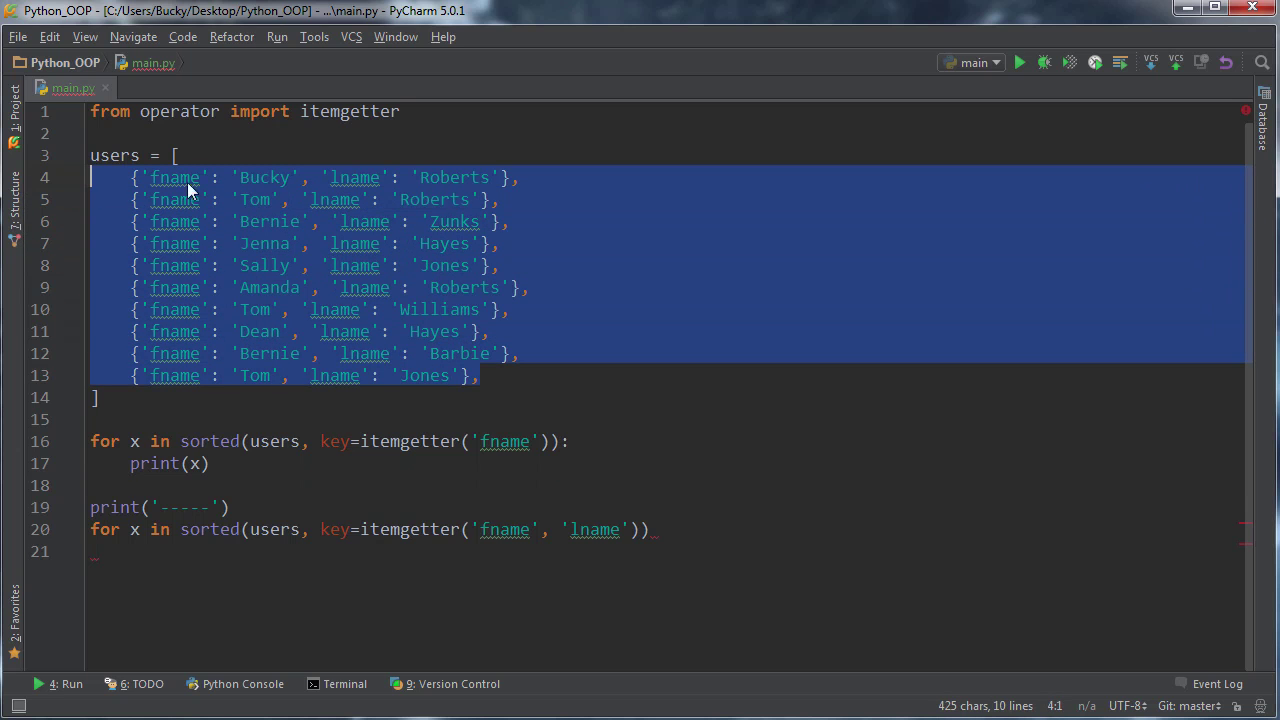 Python_OOP - [C:/Users/Bucky/Desktop/Python_OOP] - ...\main.py - PyCharm 5.0.1
File Edit View Navigate Code Refactor Run Tools VCS Window Help
Python_OOP main.py main VCS VCS
1: Project
7: Structure
2: Favorites
main.py
Database
1 from operator import itemgetter
2
3 users = [
4     {'fname': 'Bucky', 'lname': 'Roberts'},
5     {'fname': 'Tom', 'lname': 'Roberts'},
6     {'fname': 'Bernie', 'lname': 'Zunks'},
7     {'fname': 'Jenna', 'lname': 'Hayes'},
8     {'fname': 'Sally', 'lname': 'Jones'},
9     {'fname': 'Amanda', 'lname': 'Roberts'},
10     {'fname': 'Tom', 'lname': 'Williams'},
11     {'fname': 'Dean', 'lname': 'Hayes'},
12     {'fname': 'Bernie', 'lname': 'Barbie'},
13     {'fname': 'Tom', 'lname': 'Jones'},
14 ]
15
16 for x in sorted(users, key=itemgetter('fname')):
17     print(x)
18
19 print('-----')
20 for x in sorted(users, key=itemgetter('fname', 'lname'))
21
4: Run 6: TODO Python Console Terminal 9: Version Control Event Log
425 chars, 10 lines 4:1 n/a UTF-8 Git: master